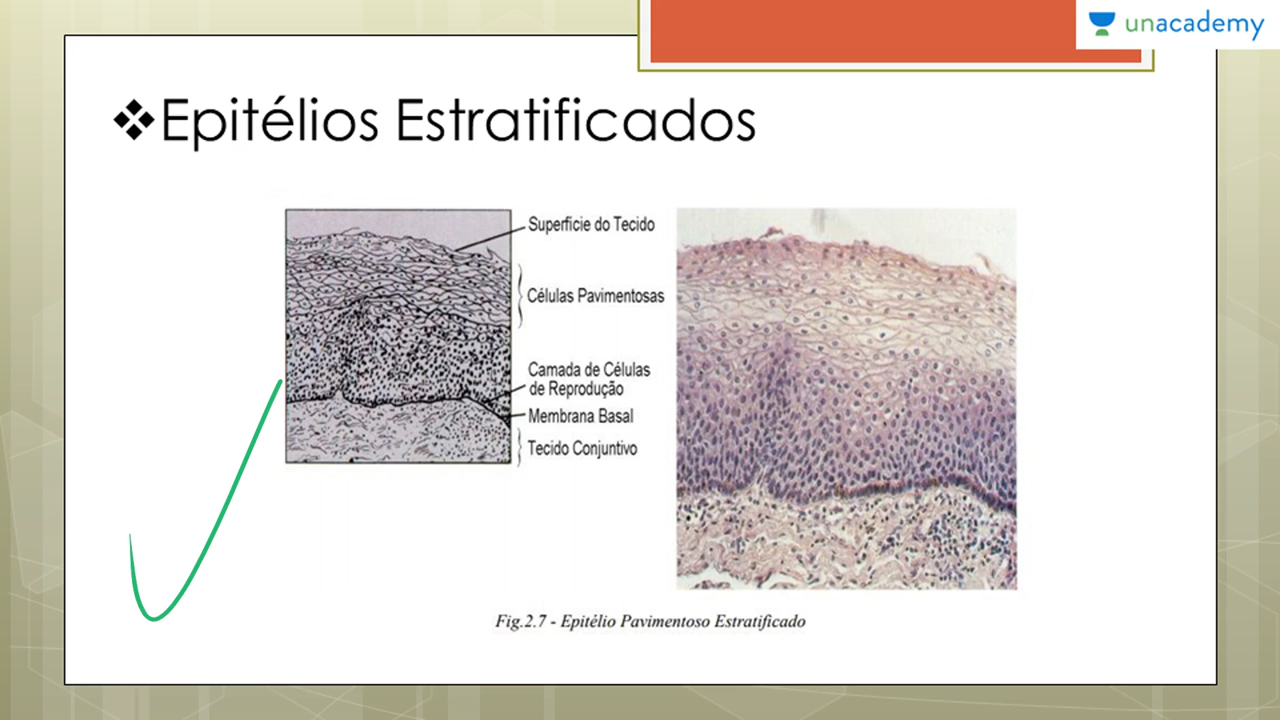 unacademy
Epitélios Estratificados
Superfície do Tecido
Células Pavimentosas
Camada de Células
de Reprodução
Membrana Basal
Tecido Conjuntivo
Fig.2.7 - Epitélio Pavimentoso Estratificado